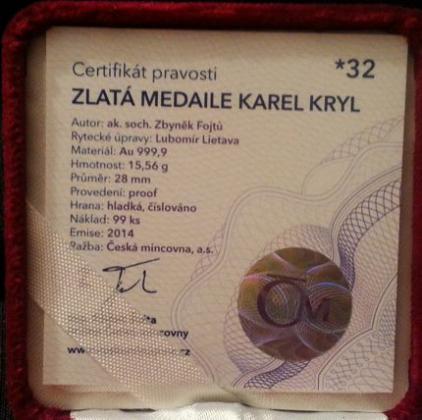 Certifikát pravosti *32
ZLATÁ MEDAILE KAREL KRYL
Autor: ak. soch. Zbyněk Fojtů
Rytecké úpravy: Lubomír Lietava
Materiál: Au 999,9
Hmotnost: 15,56 g
Průměr: 28 mm
Provedení: proof
Hrana: hladká, číslováno
Náklad: 99 ks
Emise: 2014
Ražba: Česká mincovna, a.s.
ČM